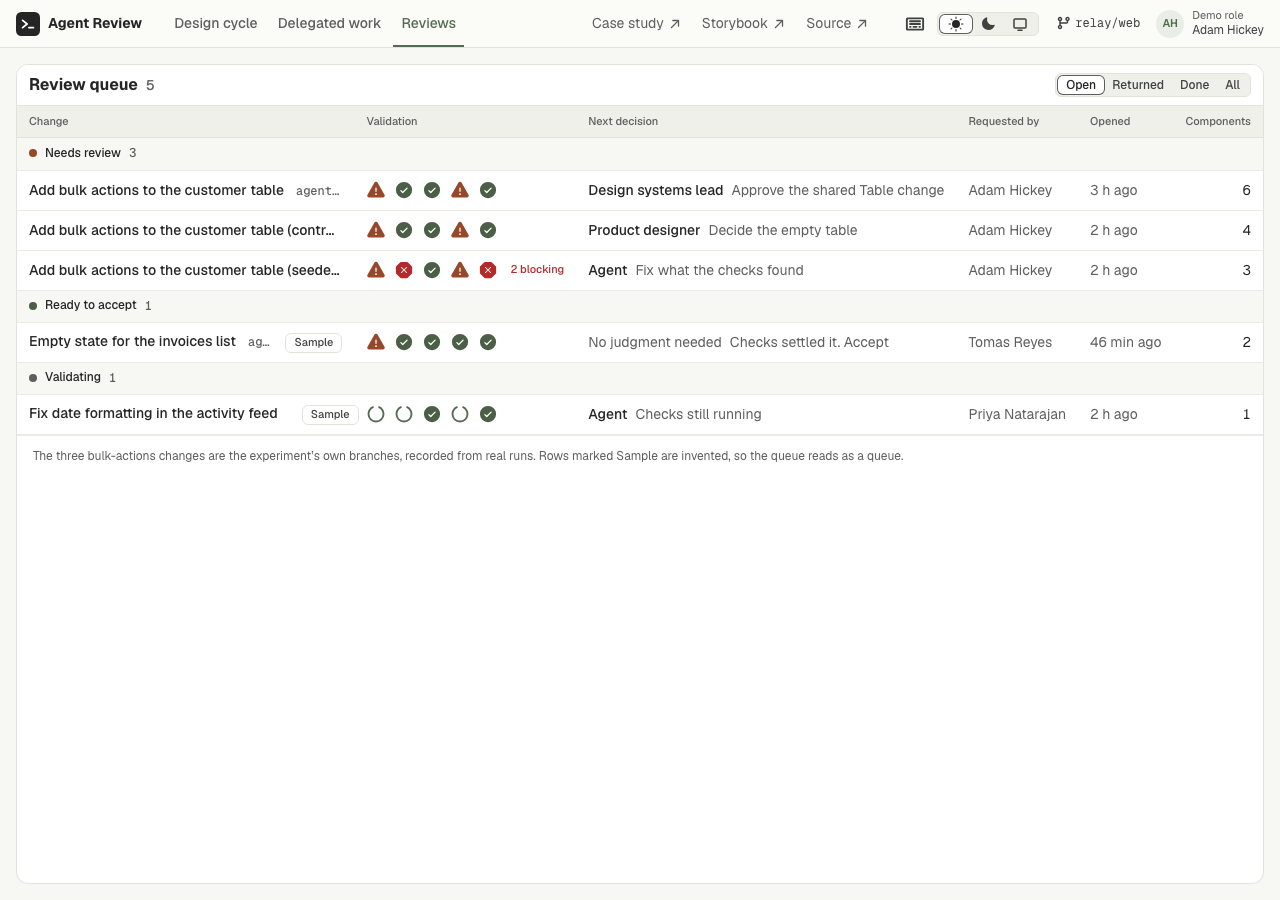 Agent Review Design cycle Delegated work Reviews Case study ↗ Storybook ↗ Source ↗ relay/web AH Demo role
Adam Hickey
Review queue 5 Open Returned Done All
Change Validation Next decision Requested by Opened Components
Needs review 3
Add bulk actions to the customer table agent… Design systems lead Approve the shared Table change Adam Hickey 3 h ago 6
Add bulk actions to the customer table (contr… Product designer Decide the empty table Adam Hickey 2 h ago 4
Add bulk actions to the customer table (seede… 2 blocking Agent Fix what the checks found Adam Hickey 2 h ago 3
Ready to accept 1
Empty state for the invoices list ag… Sample No judgment needed Checks settled it. Accept Tomas Reyes 46 min ago 2
Validating 1
Fix date formatting in the activity feed Sample Agent Checks still running Priya Natarajan 2 h ago 1
The three bulk-actions changes are the experiment's own branches, recorded from real runs. Rows marked Sample are invented, so the queue reads as a queue.